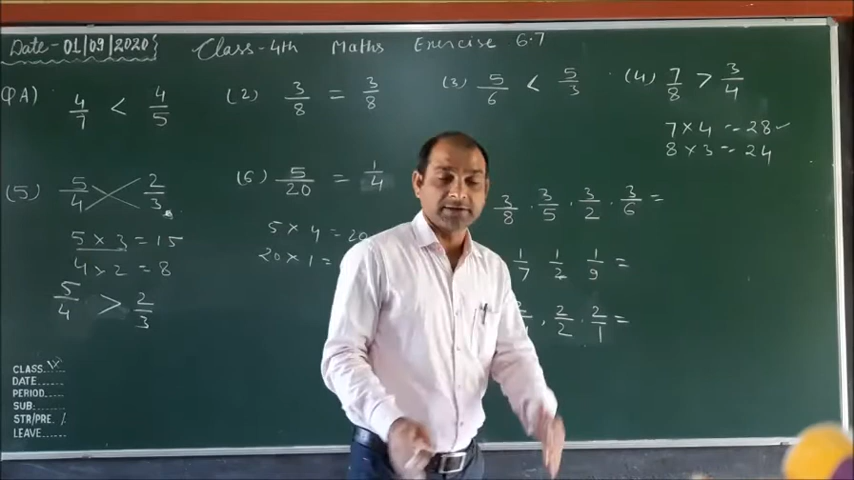 Date - 01/09/2020 Class - 4th Maths Exercise 6.1
Q A) 4/7 < 4/5 (2) 3/8 = 3/8 (3) 5/6 < 5/3 (4) 7/8 > 3/4
7 × 4 = 28 ✓
8 × 3 = 24
(5) 5/4 2/3 (6) 5/20 = 1/4
5 × 3 = 15
4 × 2 = 8
5/4 > 2/3
5 × 4 = 20
20 × 1 =
3/8, 3/5, 3/2, 3/6 =
1/7, 1/2, 1/9 =
, 2/2, 2/1 =
CLASS
DATE
PERIOD
SUB:
STR/PRE. /
LEAVE